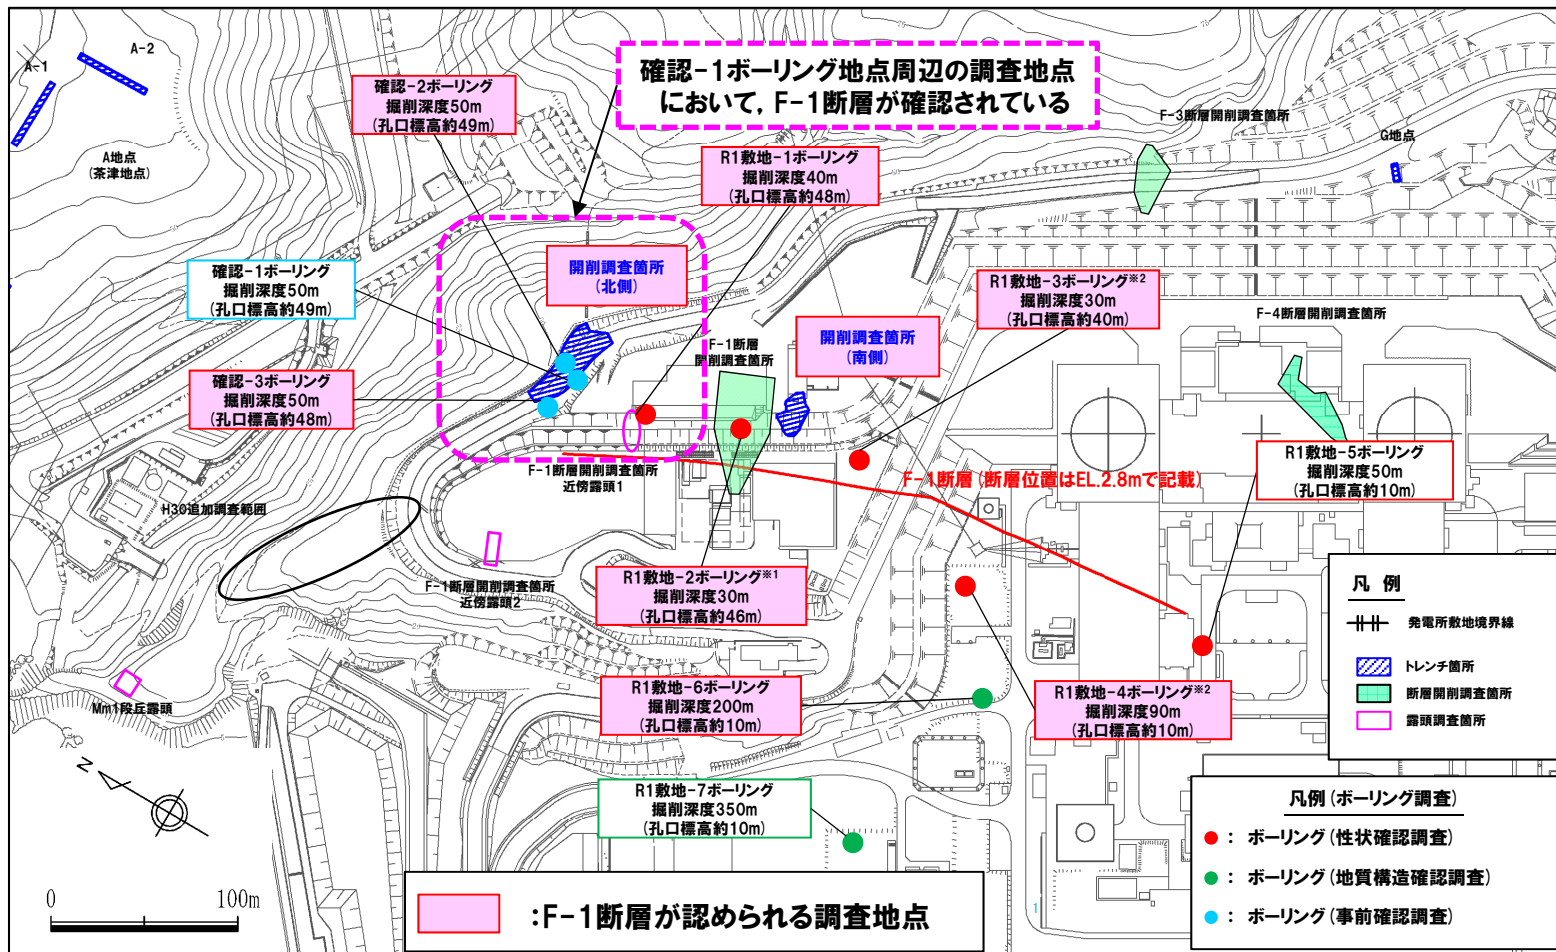 A-1
A-2
A地点
(茶津地点)
確認-2ボーリング
掘削深度50m
(孔口標高約49m)
確認-1ボーリング地点周辺の調査地点
において，F-1断層が確認されている
F-3断層開削調査箇所
G地点
R1敷地-1ボーリング
掘削深度40m
(孔口標高約48m)
確認-1ボーリング
掘削深度50m
(孔口標高約49m)
開削調査箇所
(北側)
R1敷地-3ボーリング※2
掘削深度30m
(孔口標高約40m)
F-4断層開削調査箇所
開削調査箇所
(南側)
F-1断層
開削調査箇所
確認-3ボーリング
掘削深度50m
(孔口標高約48m)
R1敷地-5ボーリング
掘削深度50m
(孔口標高約10m)
F-1断層開削調査箇所
近傍露頭1
F-1断層(断層位置はEL.2.8mで記載)
H30追加調査範囲
F-1断層開削調査箇所
近傍露頭2
R1敷地-2ボーリング※1
掘削深度30m
(孔口標高約46m)
R1敷地-6ボーリング
掘削深度200m
(孔口標高約10m)
R1敷地-4ボーリング※2
掘削深度90m
(孔口標高約10m)
Mm1段丘露頭
R1敷地-7ボーリング
掘削深度350m
(孔口標高約10m)
凡 例
発電所敷地境界線
トレンチ箇所
断層開削調査箇所
露頭調査箇所
凡例(ボーリング調査)
： ボーリング(性状確認調査)
： ボーリング(地質構造確認調査)
： ボーリング(事前確認調査)
N
0 100m
:F-1断層が認められる調査地点
1